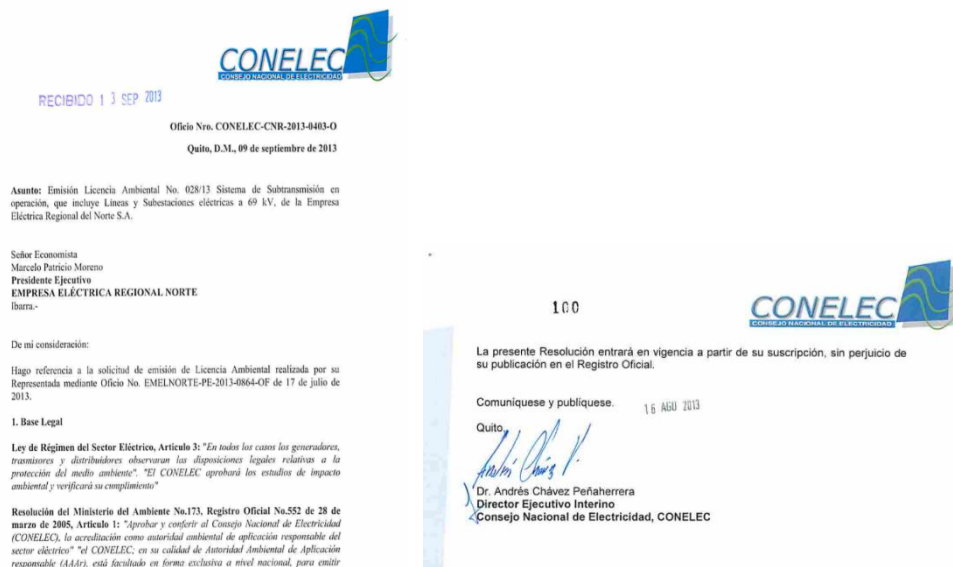 CONELEC
CONSEJO NACIONAL DE ELECTRICIDAD
RECIBIDO 1 3 SEP 2013
Oficio Nro. CONELEC-CNR-2013-0403-O
Quito, D.M., 09 de septiembre de 2013
Asunto: Emisión Licencia Ambiental No. 028/13 Sistema de Subtransmisión en
operación, que incluye Líneas y Subestaciones eléctricas a 69 kV, de la Empresa
Eléctrica Regional del Norte S.A.
Señor Economista
Marcelo Patricio Moreno
Presidente Ejecutivo
EMPRESA ELÉCTRICA REGIONAL NORTE
Ibarra.-
De mi consideración:
Hago referencia a la solicitud de emisión de Licencia Ambiental realizada por su
Representada mediante Oficio No. EMELNORTE-PE-2013-0864-OF de 17 de julio de
2013.
1. Base Legal
Ley de Régimen del Sector Eléctrico, Artículo 3: "En todos los casos los generadores,
trasmisores y distribuidores observaran las disposiciones legales relativas a la
protección del medio ambiente". "El CONELEC aprobará los estudios de impacto
ambiental y verificará su cumplimiento"
Resolución del Ministerio del Ambiente No.173, Registro Oficial No.552 de 28 de
marzo de 2005, Artículo 1: "Aprobar y conferir al Consejo Nacional de Electricidad
(CONELEC), la acreditación como autoridad ambiental de aplicación responsable del
sector eléctrico" "el CONELEC; en su calidad de Autoridad Ambiental de Aplicación
responsable (AAAr), está facultado en forma exclusiva a nivel nacional, para emitir
100
CONELEC
CONSEJO NACIONAL DE ELECTRICIDAD
La presente Resolución entrará en vigencia a partir de su suscripción, sin perjuicio de
su publicación en el Registro Oficial.
Comuníquese y publíquese.
16 AGU 2013
Quito,
Dr. Andrés Chávez Peñaherrera
Director Ejecutivo Interino
Consejo Nacional de Electricidad, CONELEC